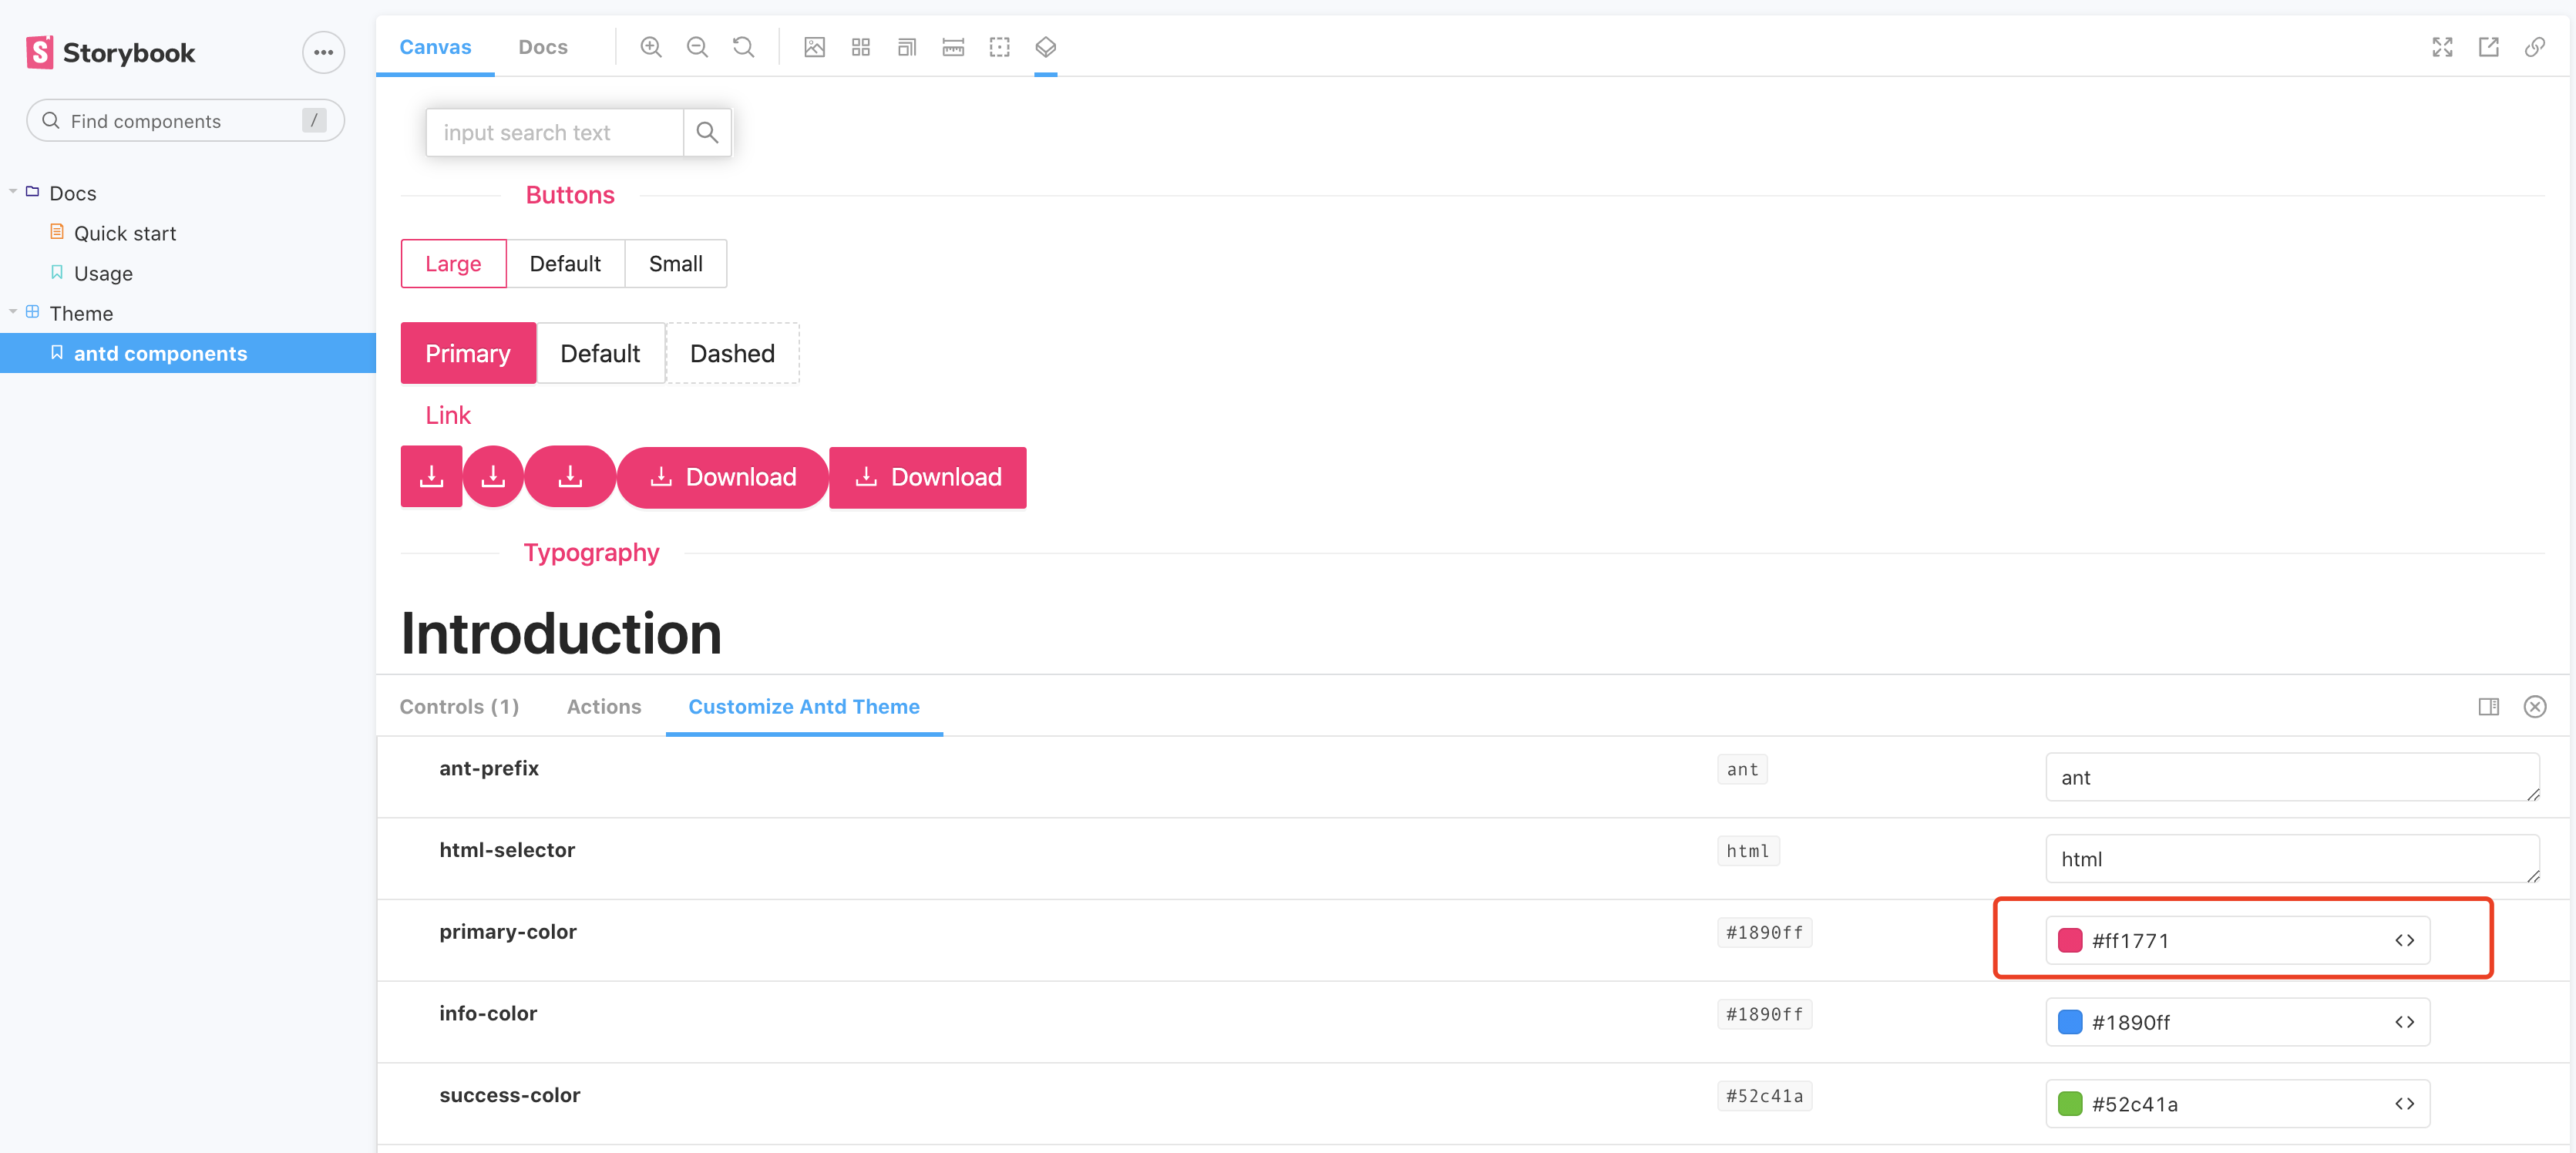 Storybook
Find components
/
Docs
Quick start
Usage
Theme
antd components
Canvas
Docs
input search text
Buttons
Large
Default
Small
Primary
Default
Dashed
Link
Download
Download
Typography
Introduction
Controls (1)
Actions
Customize Antd Theme
ant-prefix
ant
ant
html-selector
html
html
primary-color
#1890ff
#ff1771
info-color
#1890ff
#1890ff
success-color
#52c41a
#52c41a